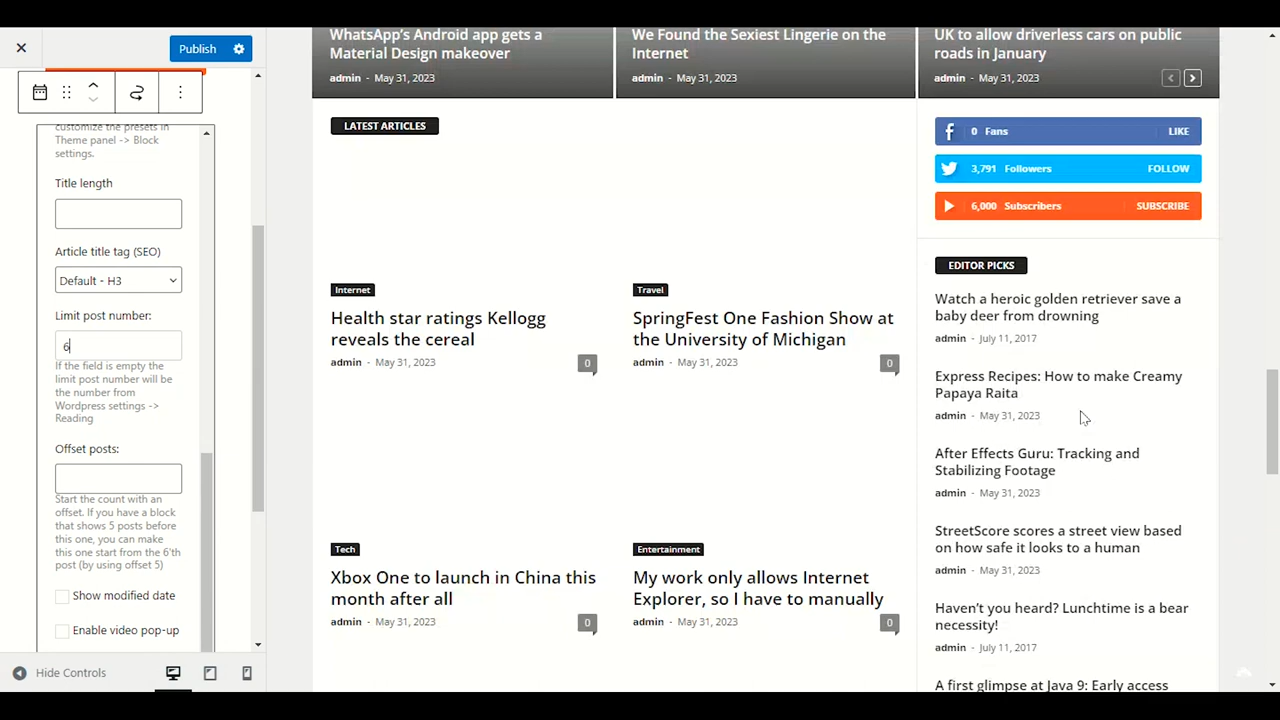 Publish
customize the presets in
Theme panel -> Block
settings.
Title length
Article title tag (SEO)
Default - H3
Limit post number:
6
If the field is empty the
limit post number will be
the number from
Wordpress settings ->
Reading
Offset posts:
Start the count with an
offset. If you have a block
that shows 5 posts before
this one, you can make
this one start from the 6'th
post (by using offset 5)
Show modified date
Enable video pop-up
Hide Controls
WhatsApp's Android app gets a
Material Design makeover
admin - May 31, 2023
We Found the Sexiest Lingerie on the
Internet
admin - May 31, 2023
UK to allow driverless cars on public
roads in January
admin - May 31, 2023
LATEST ARTICLES
Internet
Health star ratings Kellogg
reveals the cereal
admin - May 31, 2023
0
Travel
SpringFest One Fashion Show at
the University of Michigan
admin - May 31, 2023
0
Tech
Xbox One to launch in China this
month after all
admin - May 31, 2023
0
Entertainment
My work only allows Internet
Explorer, so I have to manually
admin - May 31, 2023
0
0 Fans LIKE
3,791 Followers FOLLOW
6,000 Subscribers SUBSCRIBE
EDITOR PICKS
Watch a heroic golden retriever save a
baby deer from drowning
admin - July 11, 2017
Express Recipes: How to make Creamy
Papaya Raita
admin - May 31, 2023
After Effects Guru: Tracking and
Stabilizing Footage
admin - May 31, 2023
StreetScore scores a street view based
on how safe it looks to a human
admin - May 31, 2023
Haven't you heard? Lunchtime is a bear
necessity!
admin - July 11, 2017
A first glimpse at Java 9: Early access